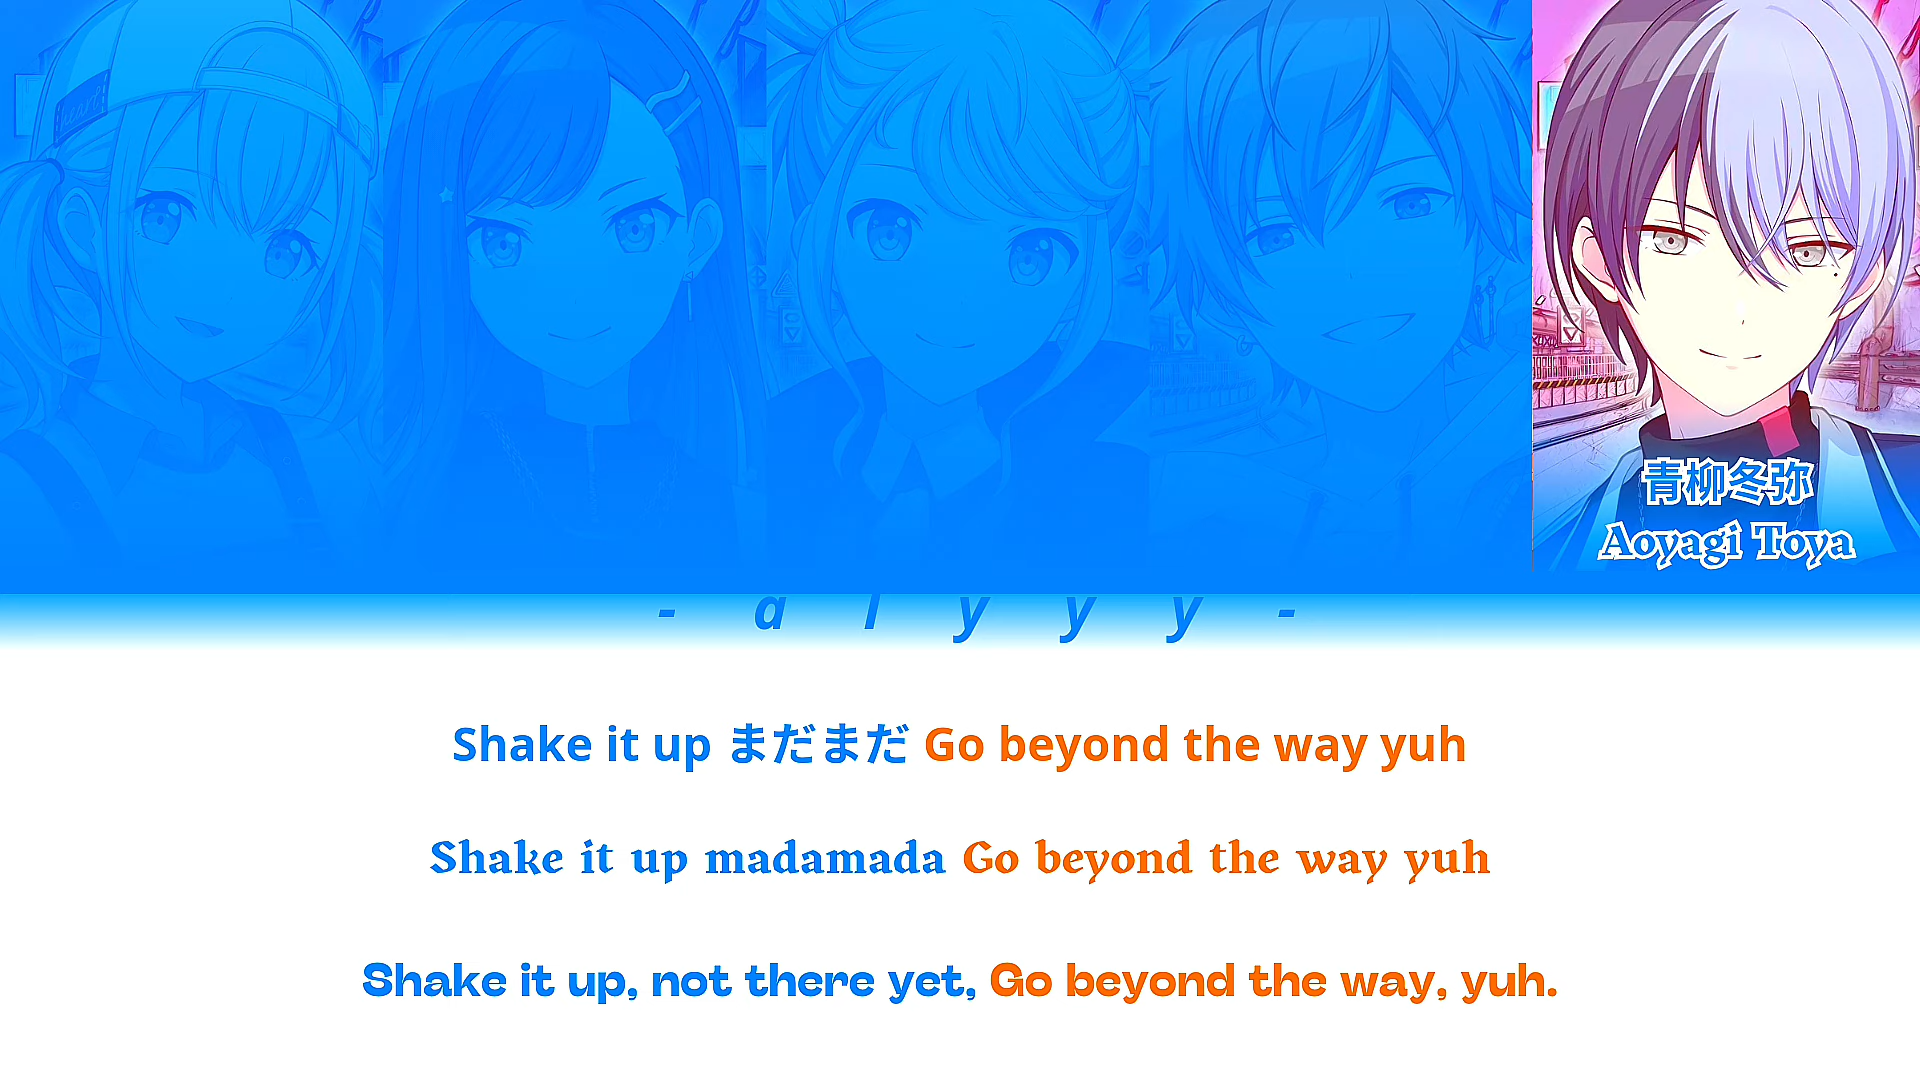 青柳冬弥
Aoyagi Toya
- a l y y y -
Shake it up まだまだ Go beyond the way yuh
Shake it up madamada Go beyond the way yuh
Shake it up, not there yet, Go beyond the way, yuh.